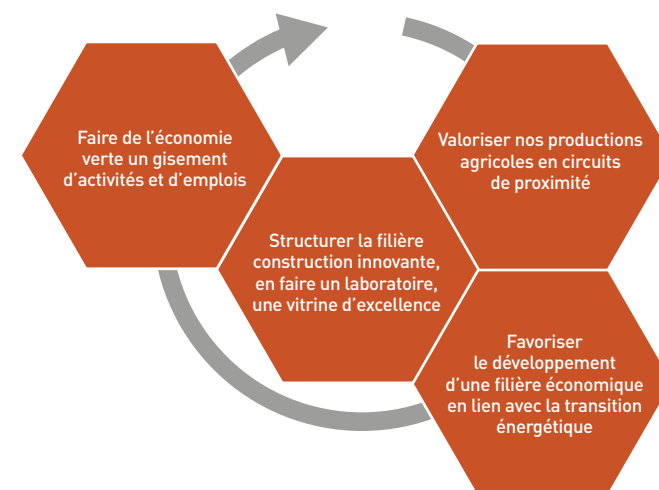 Faire de l’économie
verte un gisement
d’activités et d’emplois
Valoriser nos productions
agricoles en circuits
de proximité
Structurer la filière
construction innovante,
en faire un laboratoire,
une vitrine d’excellence
Favoriser
le développement
d’une filière économique
en lien avec la transition
énergétique